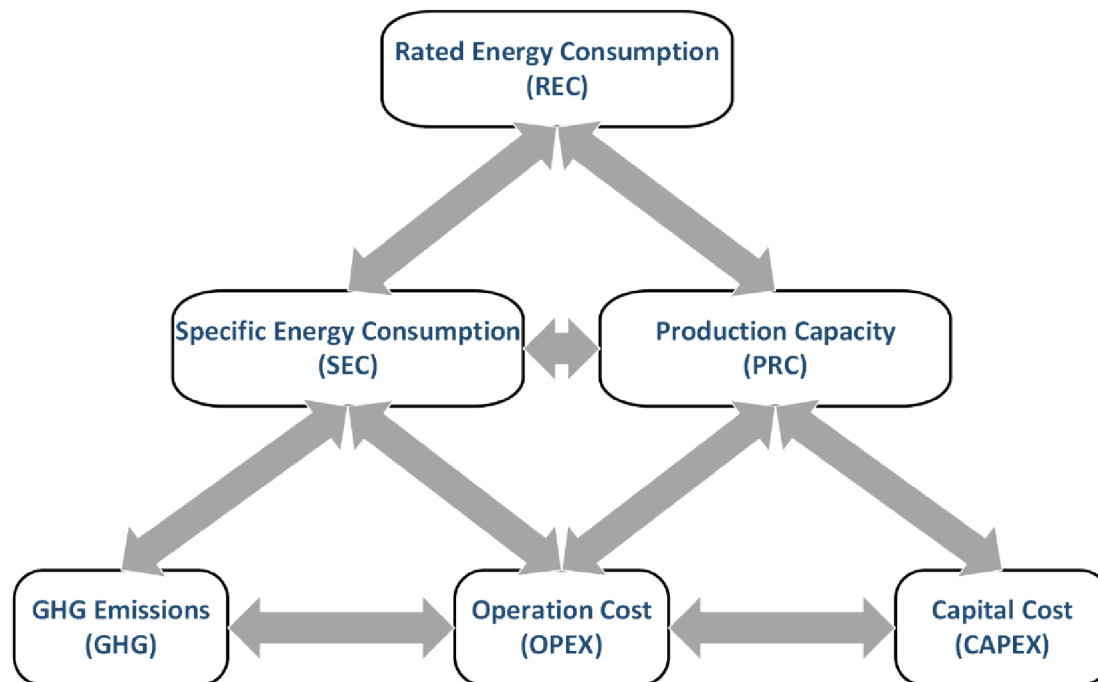 Rated Energy Consumption
(REC)
Specific Energy Consumption
(SEC)
Production Capacity
(PRC)
GHG Emissions
(GHG)
Operation Cost
(OPEX)
Capital Cost
(CAPEX)